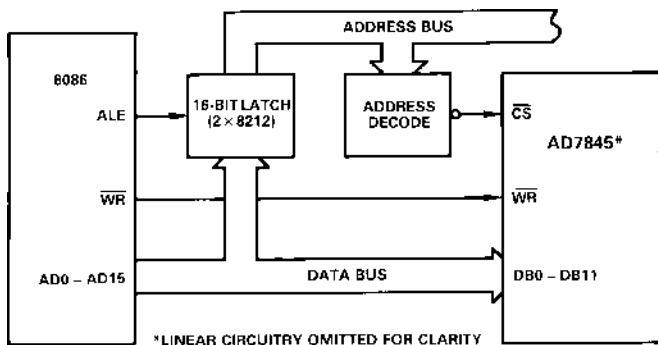 ADDRESS BUS
8086
ALE
16-BIT LATCH
(2 × 8212)
ADDRESS
DECODE
CS
AD7845*
WR
WR
AD0 – AD15
DATA BUS
DB0 – DB11
*LINEAR CIRCUITRY OMITTED FOR CLARITY